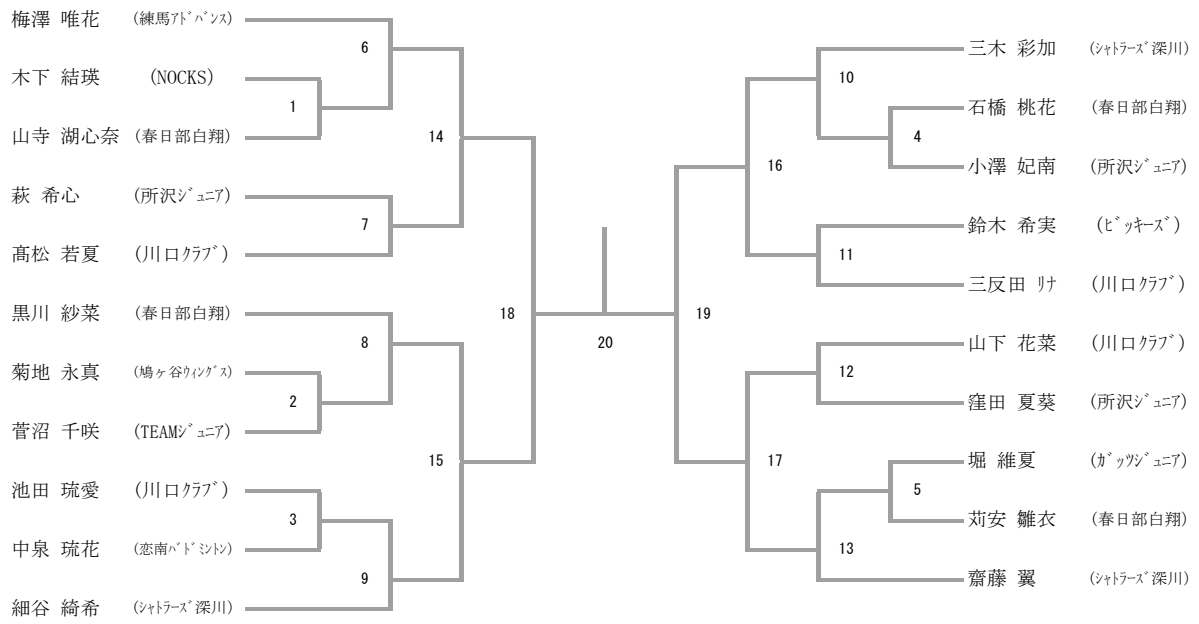 梅澤 唯花 (練馬ｱﾄﾞﾊﾞﾝｽ)
6
木下 結瑛 (NOCKS)
1
山寺 湖心奈 (春日部白翔)
14
萩 希心 (所沢ｼﾞｭﾆｱ)
7
髙松 若夏 (川口ｸﾗﾌﾞ)
黒川 紗菜 (春日部白翔)
18
8
菊地 永真 (鳩ヶ谷ｳｨﾝｸﾞｽ)
2
菅沼 千咲 (TEAMｼﾞｭﾆｱ)
15
池田 琉愛 (川口ｸﾗﾌﾞ)
3
中泉 琉花 (恋南ﾊﾞﾄﾞﾐﾝﾄﾝ)
9
細谷 綺希 (ｼｬﾄﾗｰｽﾞ深川)
20
三木 彩加 (ｼｬﾄﾗｰｽﾞ深川)
10
石橋 桃花 (春日部白翔)
4
小澤 妃南 (所沢ｼﾞｭﾆｱ)
16
鈴木 希実 (ﾋﾞｯｷｰｽﾞ)
11
三反田 ﾘﾅ (川口ｸﾗﾌﾞ)
19
山下 花菜 (川口ｸﾗﾌﾞ)
12
窪田 夏葵 (所沢ｼﾞｭﾆｱ)
17
堀 維夏 (ｶﾞｯﾂｼﾞｭﾆｱ)
5
苅安 雛衣 (春日部白翔)
13
齋藤 翼 (ｼｬﾄﾗｰｽﾞ深川)